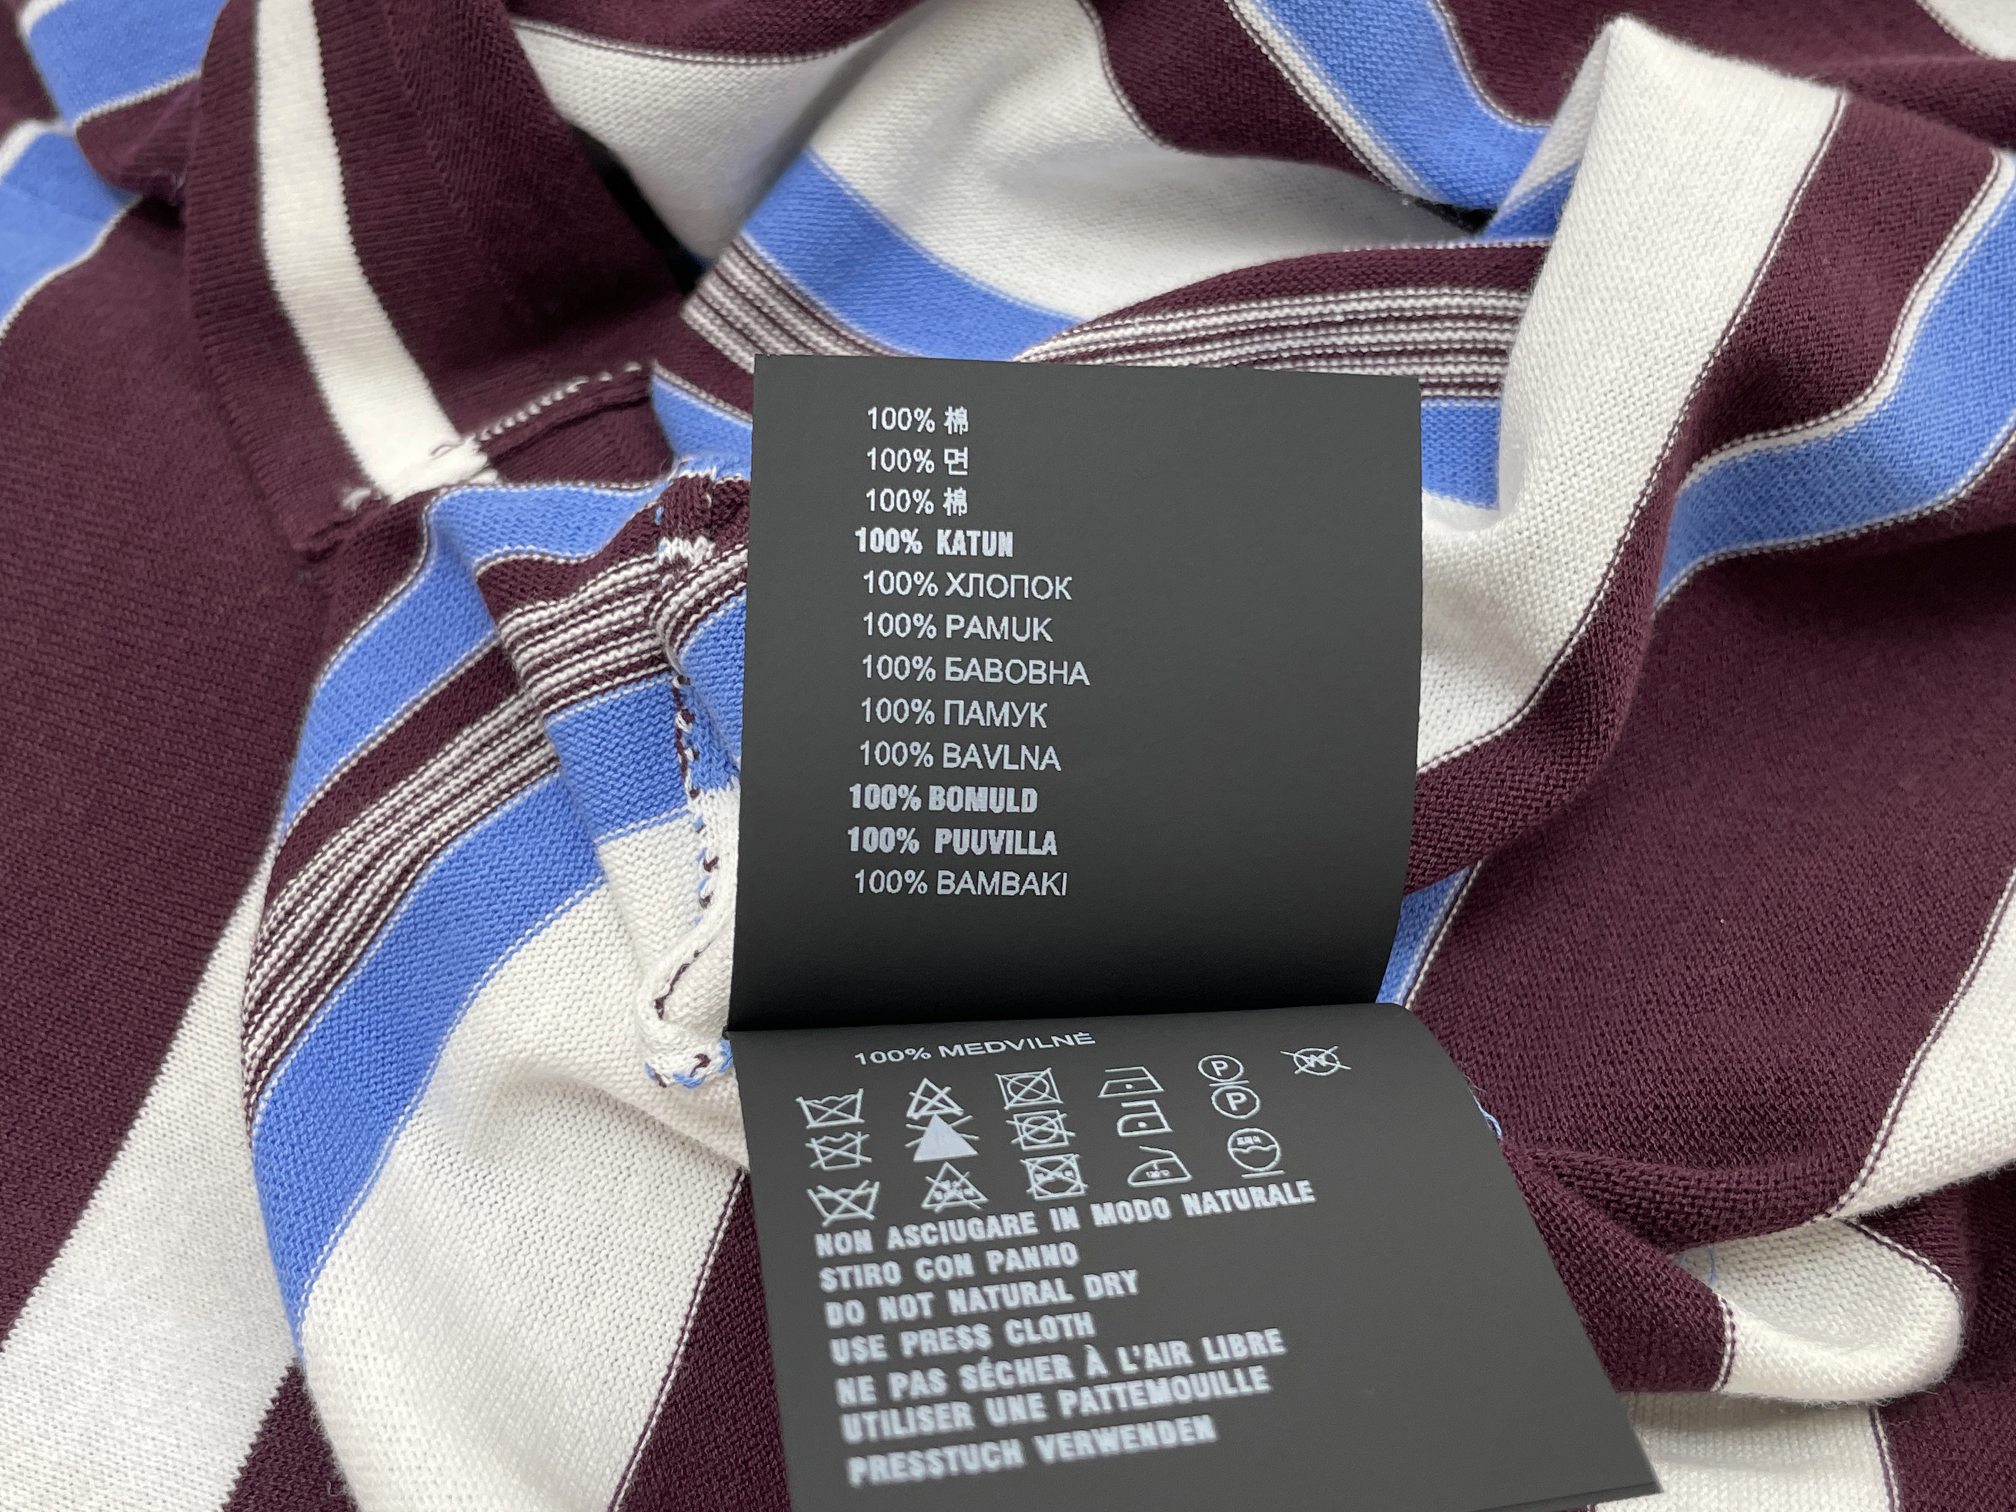 100% 棉
100% 면
100% 棉
100% KATUN
100% ХЛОПОК
100% PAMUK
100% БАВОВНА
100% ПАМУК
100% BAVLNA
100% BOMULD
100% PUUVILLA
100% BAMBAKI
100% MEDVILNĖ
P
W
P
NON ASCIUGARE IN MODO NATURALE
STIRO CON PANNO
DO NOT NATURAL DRY
USE PRESS CLOTH
NE PAS SÉCHER À L'AIR LIBRE
UTILISER UNE PATTEMOUILLE
PRESSTUCH VERWENDEN